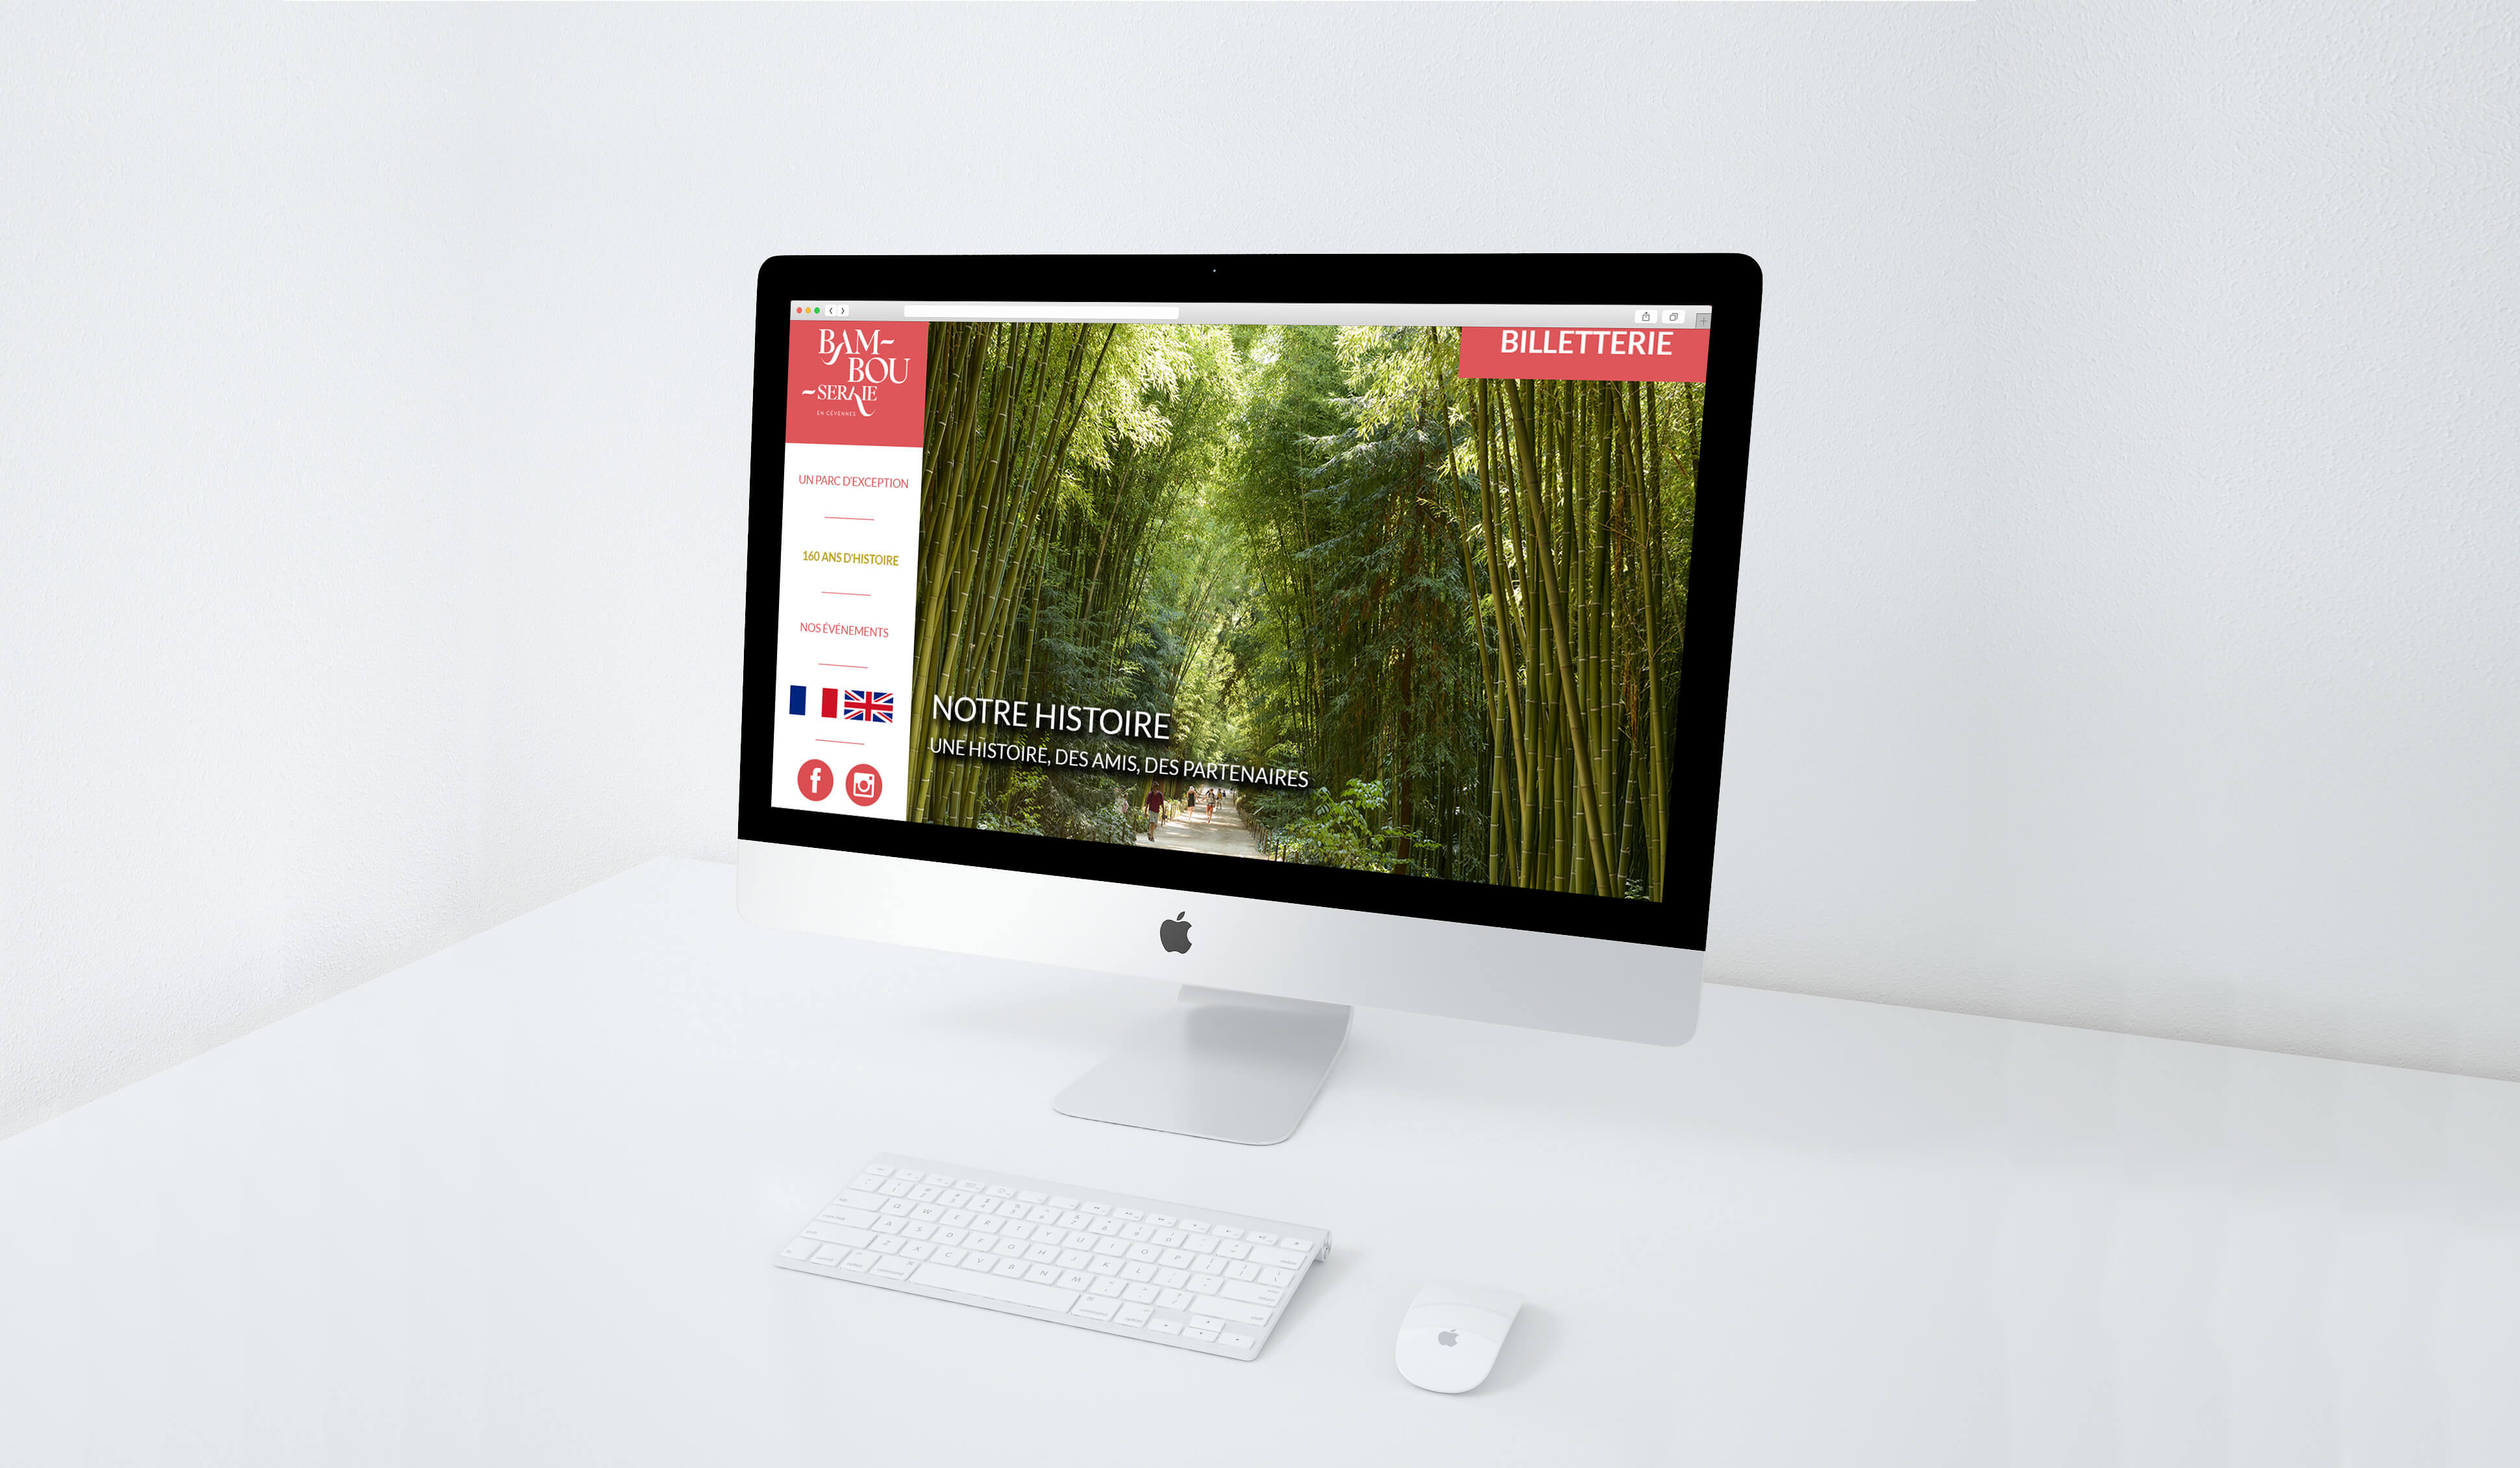 BAM-
BOU
-SERAIE
EN CÉVENNES
BILLETTERIE
UN PARC D'EXCEPTION
160 ANS D'HISTOIRE
NOS ÉVÉNEMENTS
NOTRE HISTOIRE
UNE HISTOIRE, DES AMIS, DES PARTENAIRES
Q W E R T Y U I O P
A S D F G H J K L
Z X C V B N M